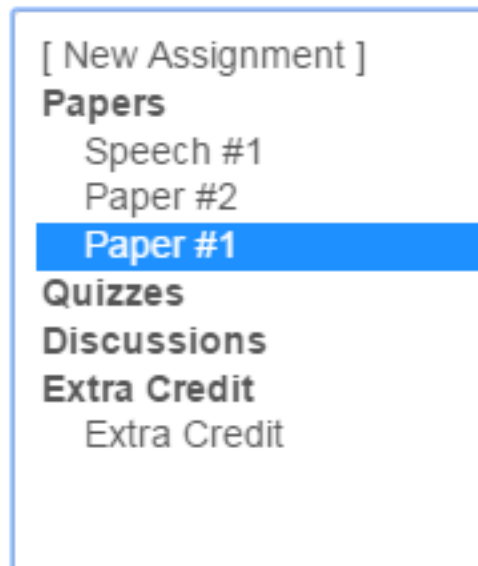 [ New Assignment ]
Papers
Speech #1
Paper #2
Paper #1
Quizzes
Discussions
Extra Credit
Extra Credit